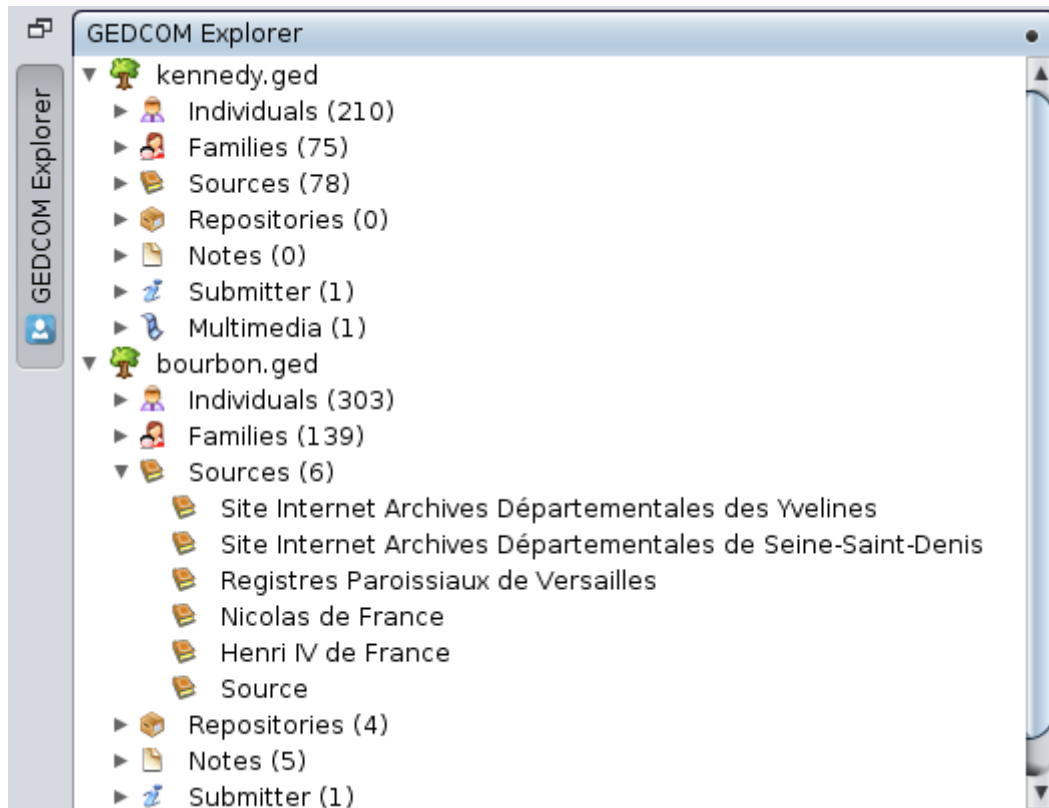 GEDCOM Explorer
GEDCOM Explorer
kennedy.ged
Individuals (210)
Families (75)
Sources (78)
Repositories (0)
Notes (0)
Submitter (1)
Multimedia (1)
bourbon.ged
Individuals (303)
Families (139)
Sources (6)
Site Internet Archives Départementales des Yvelines
Site Internet Archives Départementales de Seine-Saint-Denis
Registres Paroissiaux de Versailles
Nicolas de France
Henri IV de France
Source
Repositories (4)
Notes (5)
Submitter (1)